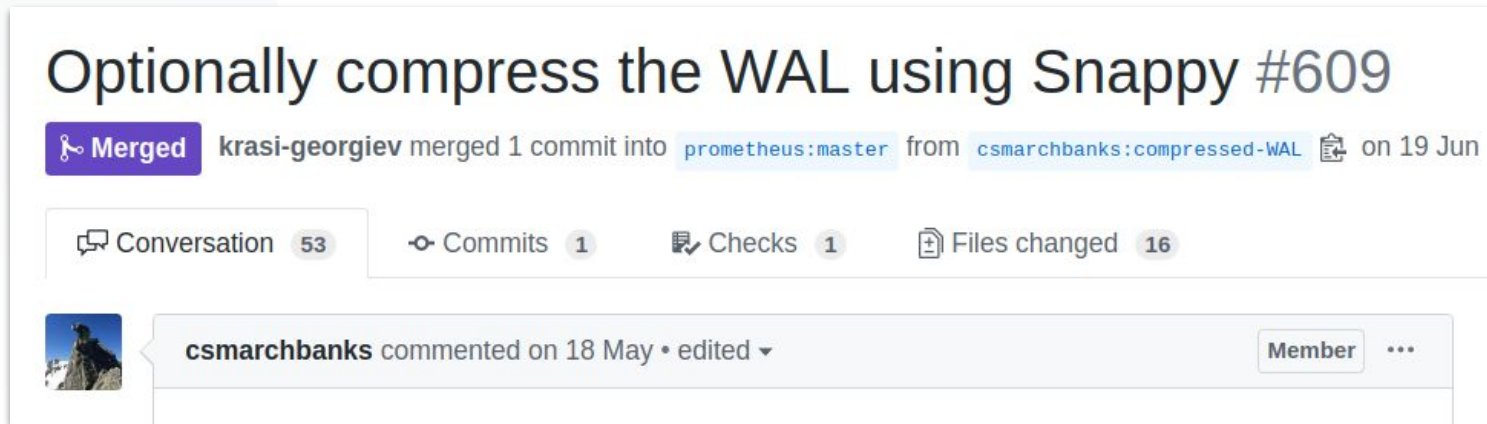 Optionally compress the WAL using Snappy #609
Merged krasi-georgiev merged 1 commit into prometheus:master from csmarchbanks:compressed-WAL on 19 Jun
Conversation 53 Commits 1 Checks 1 Files changed 16
csmarchbanks commented on 18 May • edited Member ...